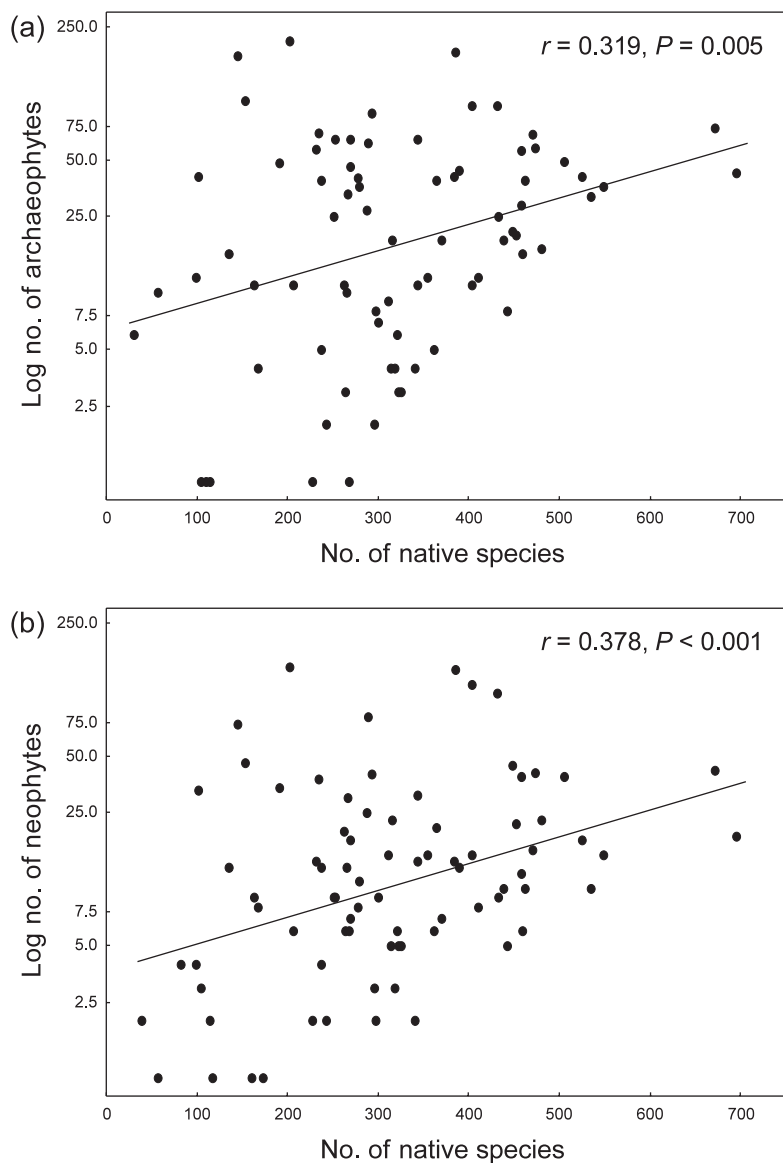 (a)
r = 0.319, P = 0.005
Log no. of archaeophytes
250.0
75.0
50.0
25.0
7.5
5.0
2.5
0 100 200 300 400 500 600 700
No. of native species
(b)
r = 0.378, P < 0.001
Log no. of neophytes
250.0
75.0
50.0
25.0
7.5
5.0
2.5
0 100 200 300 400 500 600 700
No. of native species